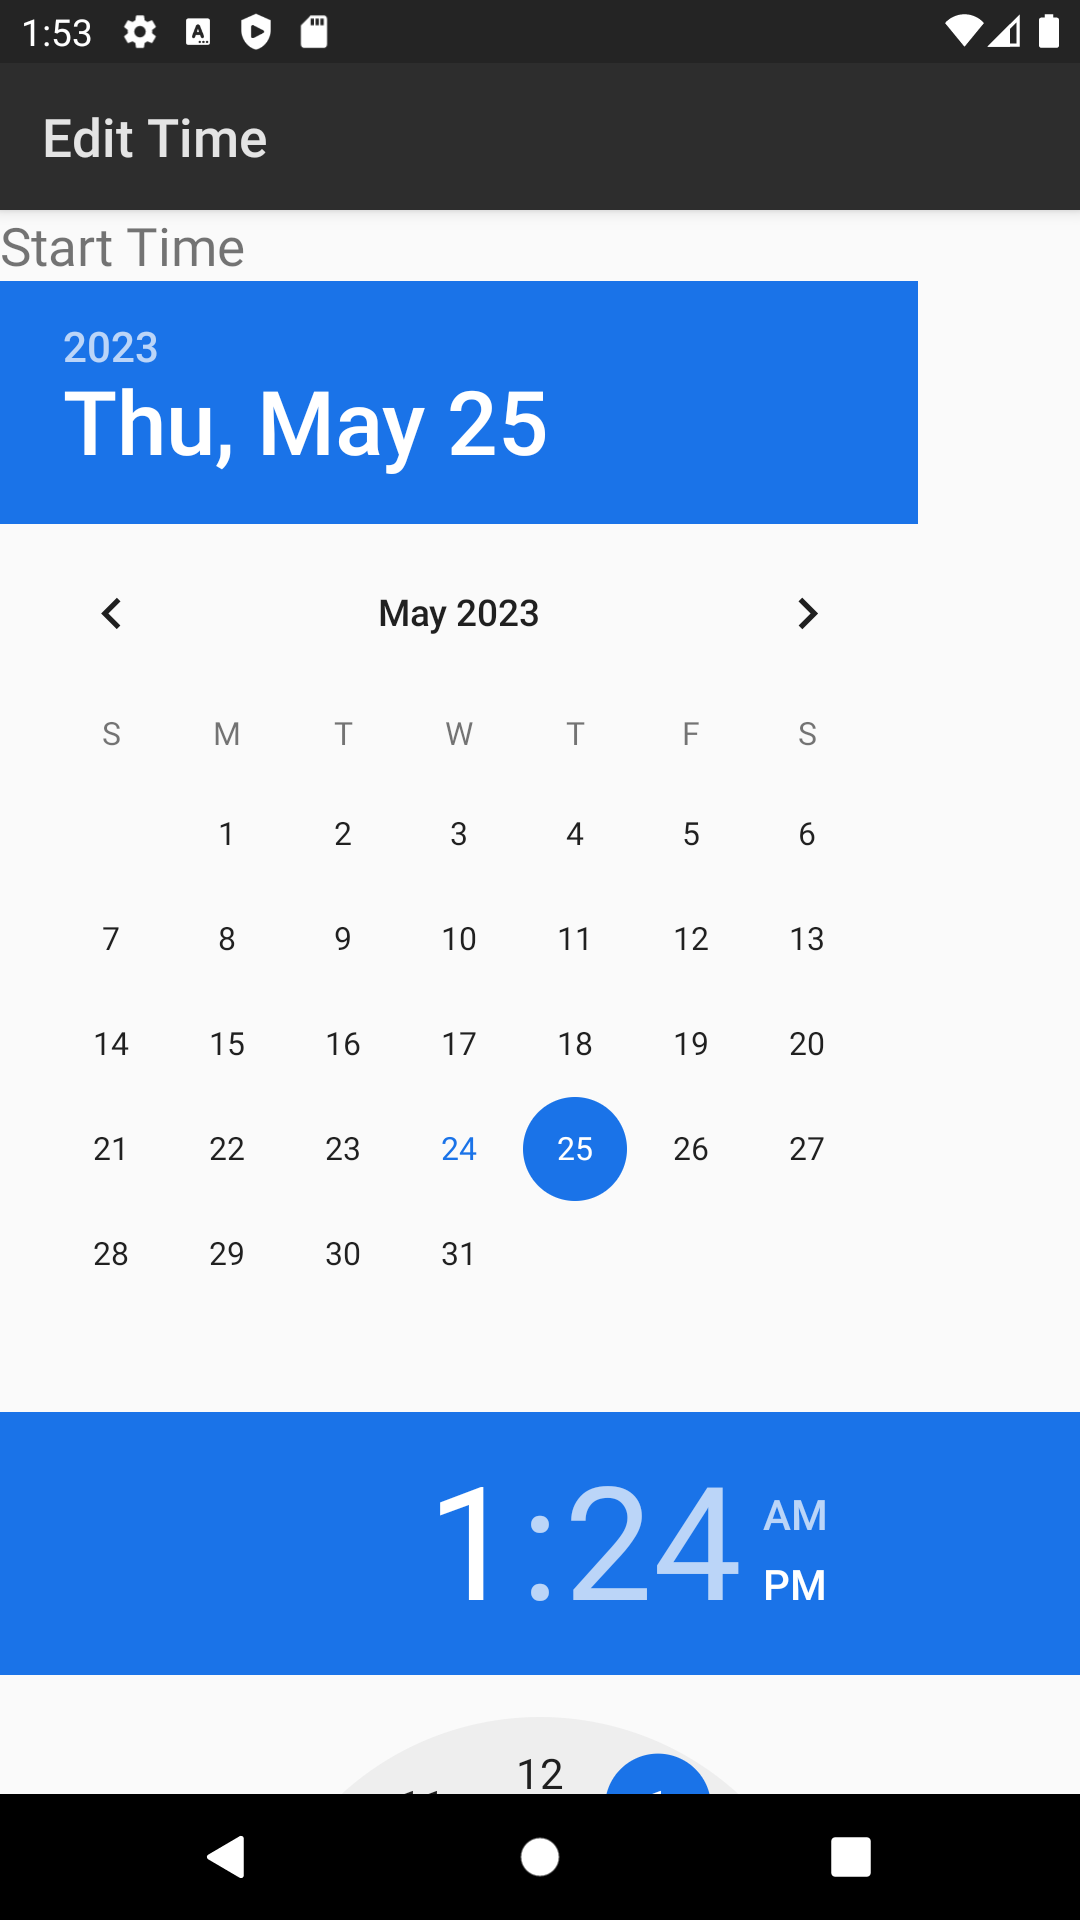 1:53
Edit Time
Start Time
2023
Thu, May 25
May 2023
S M T W T F S
1 2 3 4 5 6
7 8 9 10 11 12 13
14 15 16 17 18 19 20
21 22 23 24 25 26 27
28 29 30 31
1:24 AM
PM
12